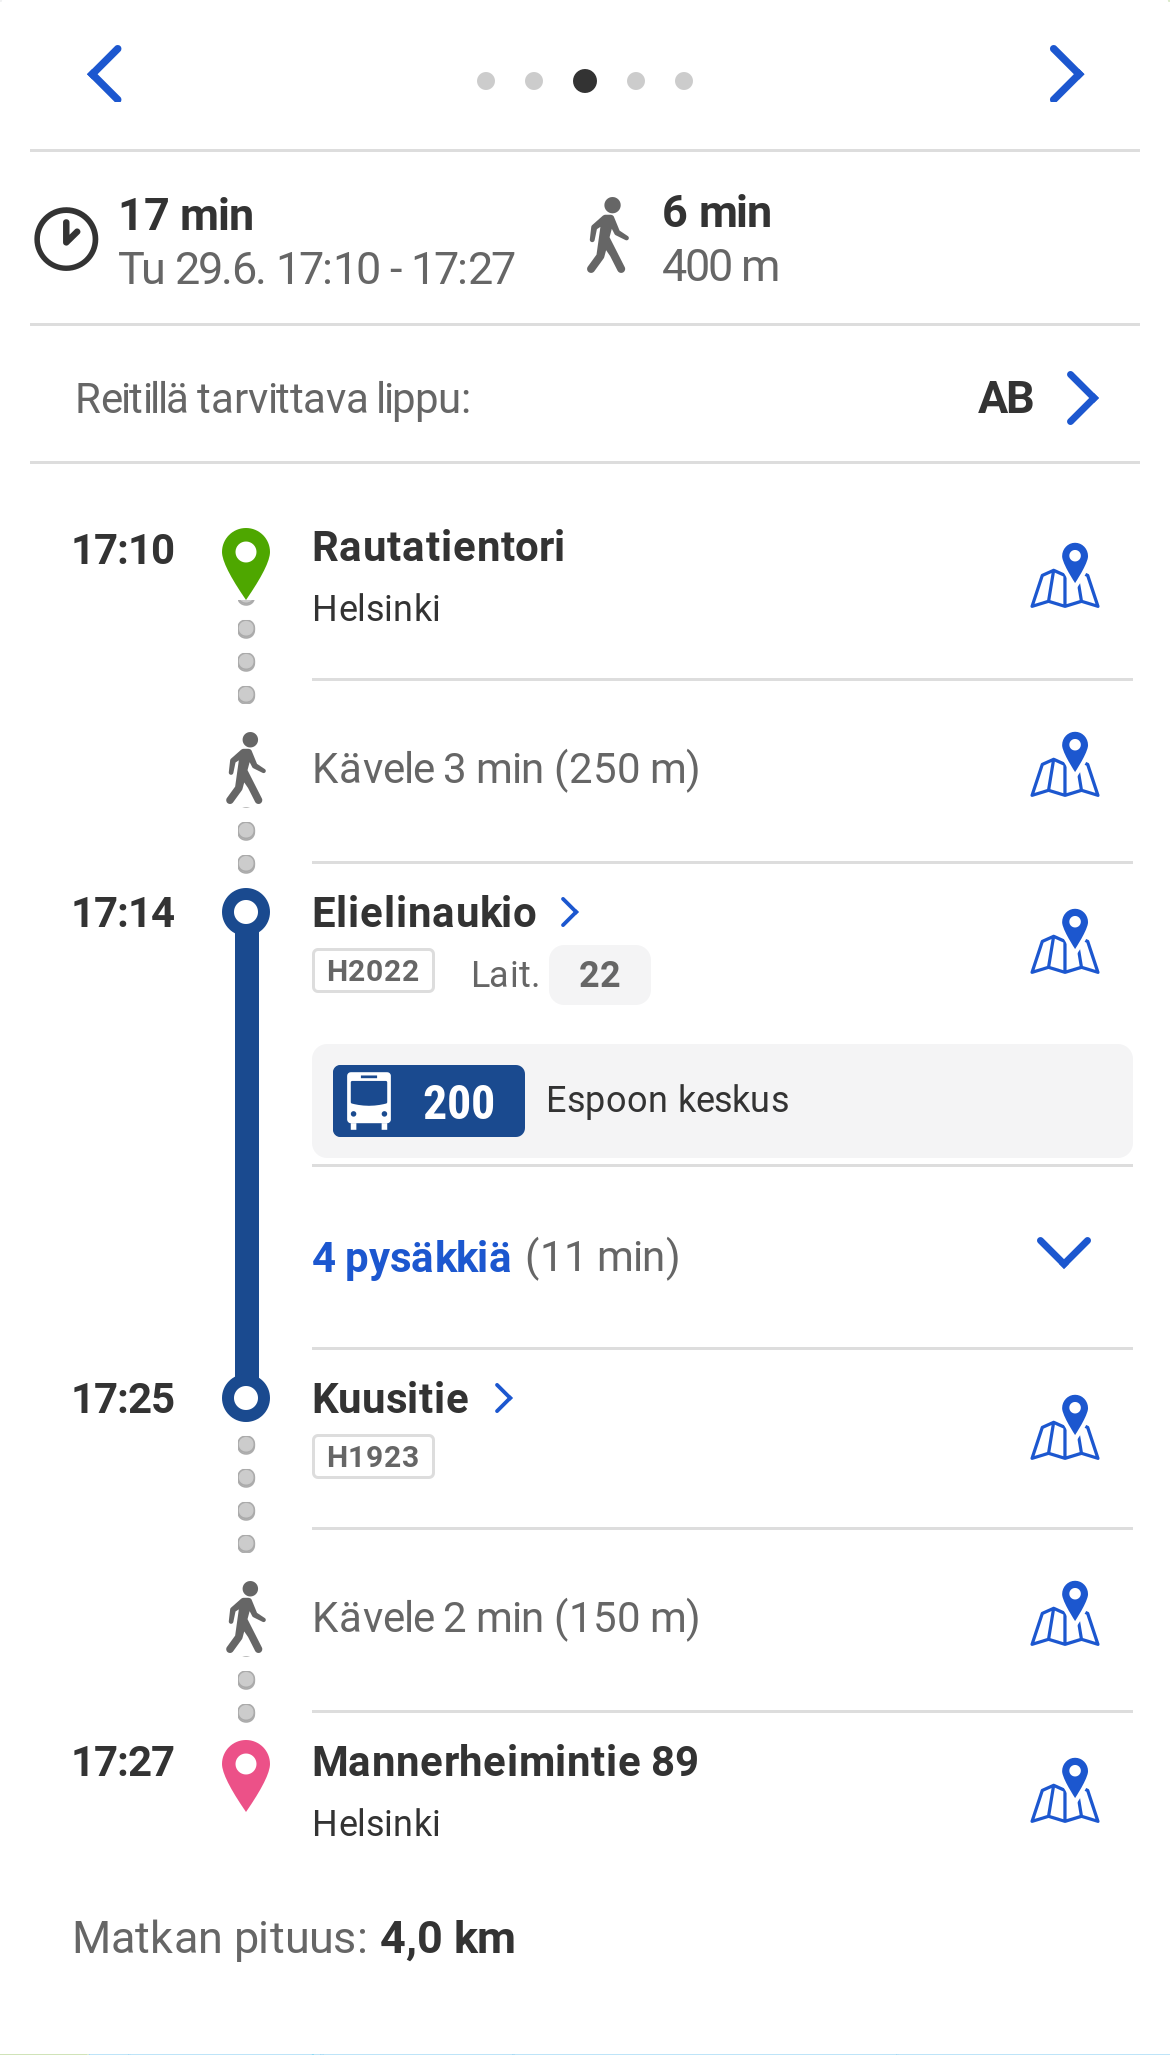 17 min
Tu 29.6. 17:10 - 17:27
6 min
400 m
Reitillä tarvittava lippu:
AB
17:10
Rautatientori
Helsinki
Kävele 3 min (250 m)
17:14
Elielinaukio
H2022 Lait. 22
200 Espoon keskus
4 pysäkkiä (11 min)
17:25
Kuusitie
H1923
Kävele 2 min (150 m)
17:27
Mannerheimintie 89
Helsinki
Matkan pituus: 4,0 km